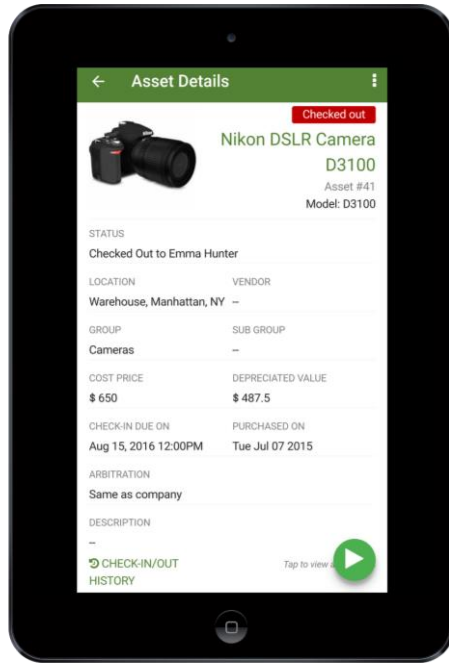 Asset Details
Checked out
Nikon DSLR Camera
D3100
Asset #41
Model: D3100
STATUS
Checked Out to Emma Hunter
LOCATION VENDOR
Warehouse, Manhattan, NY --
GROUP SUB GROUP
Cameras --
COST PRICE DEPRECIATED VALUE
$ 650 $ 487.5
CHECK-IN DUE ON PURCHASED ON
Aug 15, 2016 12:00PM Tue Jul 07 2015
ARBITRATION
Same as company
DESCRIPTION
--
CHECK-IN/OUT Tap to view
HISTORY